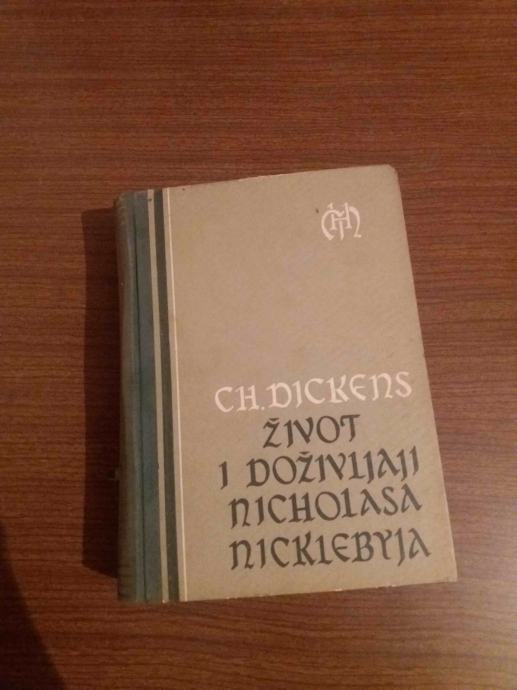 CH. DICKENS
ŽIVOT
I DOŽIVLJAJI
NICHOLASA
NICKLEBYJA